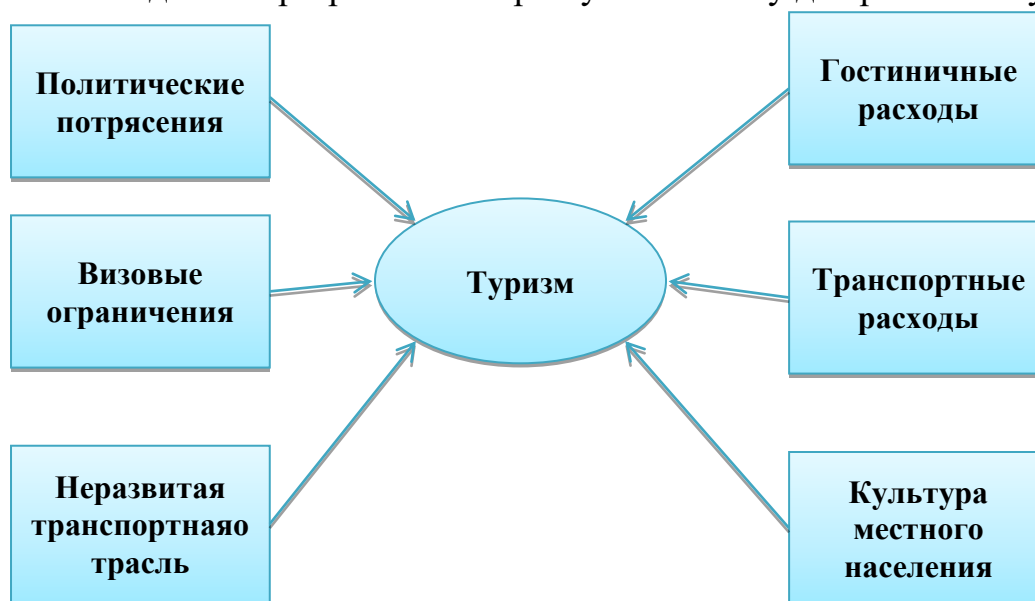 Политические
потрясения
Визовые
ограничения
Неразвитая
транспортнаяо
трасль
Туризм
Гостиничные
расходы
Транспортные
расходы
Культура
местного
населения